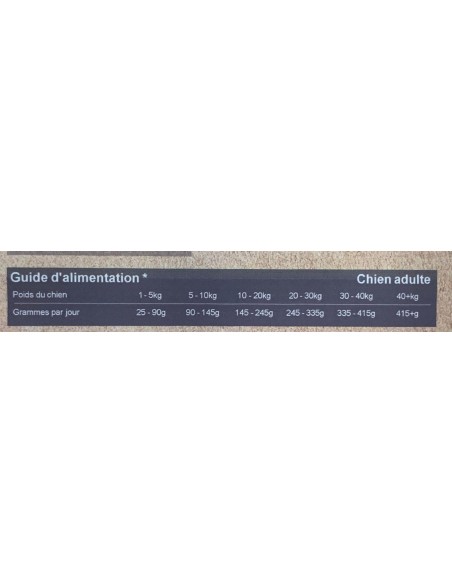 Guide d'alimentation * Chien adulte
Poids du chien 1 - 5kg 5 - 10kg 10 - 20kg 20 - 30kg 30 - 40kg 40+kg
Grammes par jour 25 - 90g 90 - 145g 145 - 245g 245 - 335g 335 - 415g 415+g